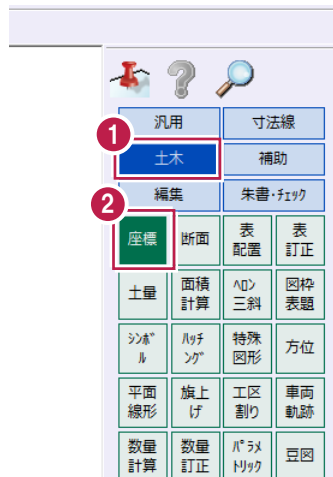 1
汎用 寸法線
土木 補助
2
編集 朱書・ﾁｪｯｸ
座標 断面 表配置 表訂正
土量 面積計算 ﾍﾛﾝ三斜 図枠表題
ｼﾝﾎﾞﾙ ﾊｯﾁﾝｸﾞ 特殊図形 方位
平面線形 旗上げ 工区割り 車両軌跡
数量計算 数量訂正 ﾊﾟﾗﾒﾄﾘｯｸ 豆図